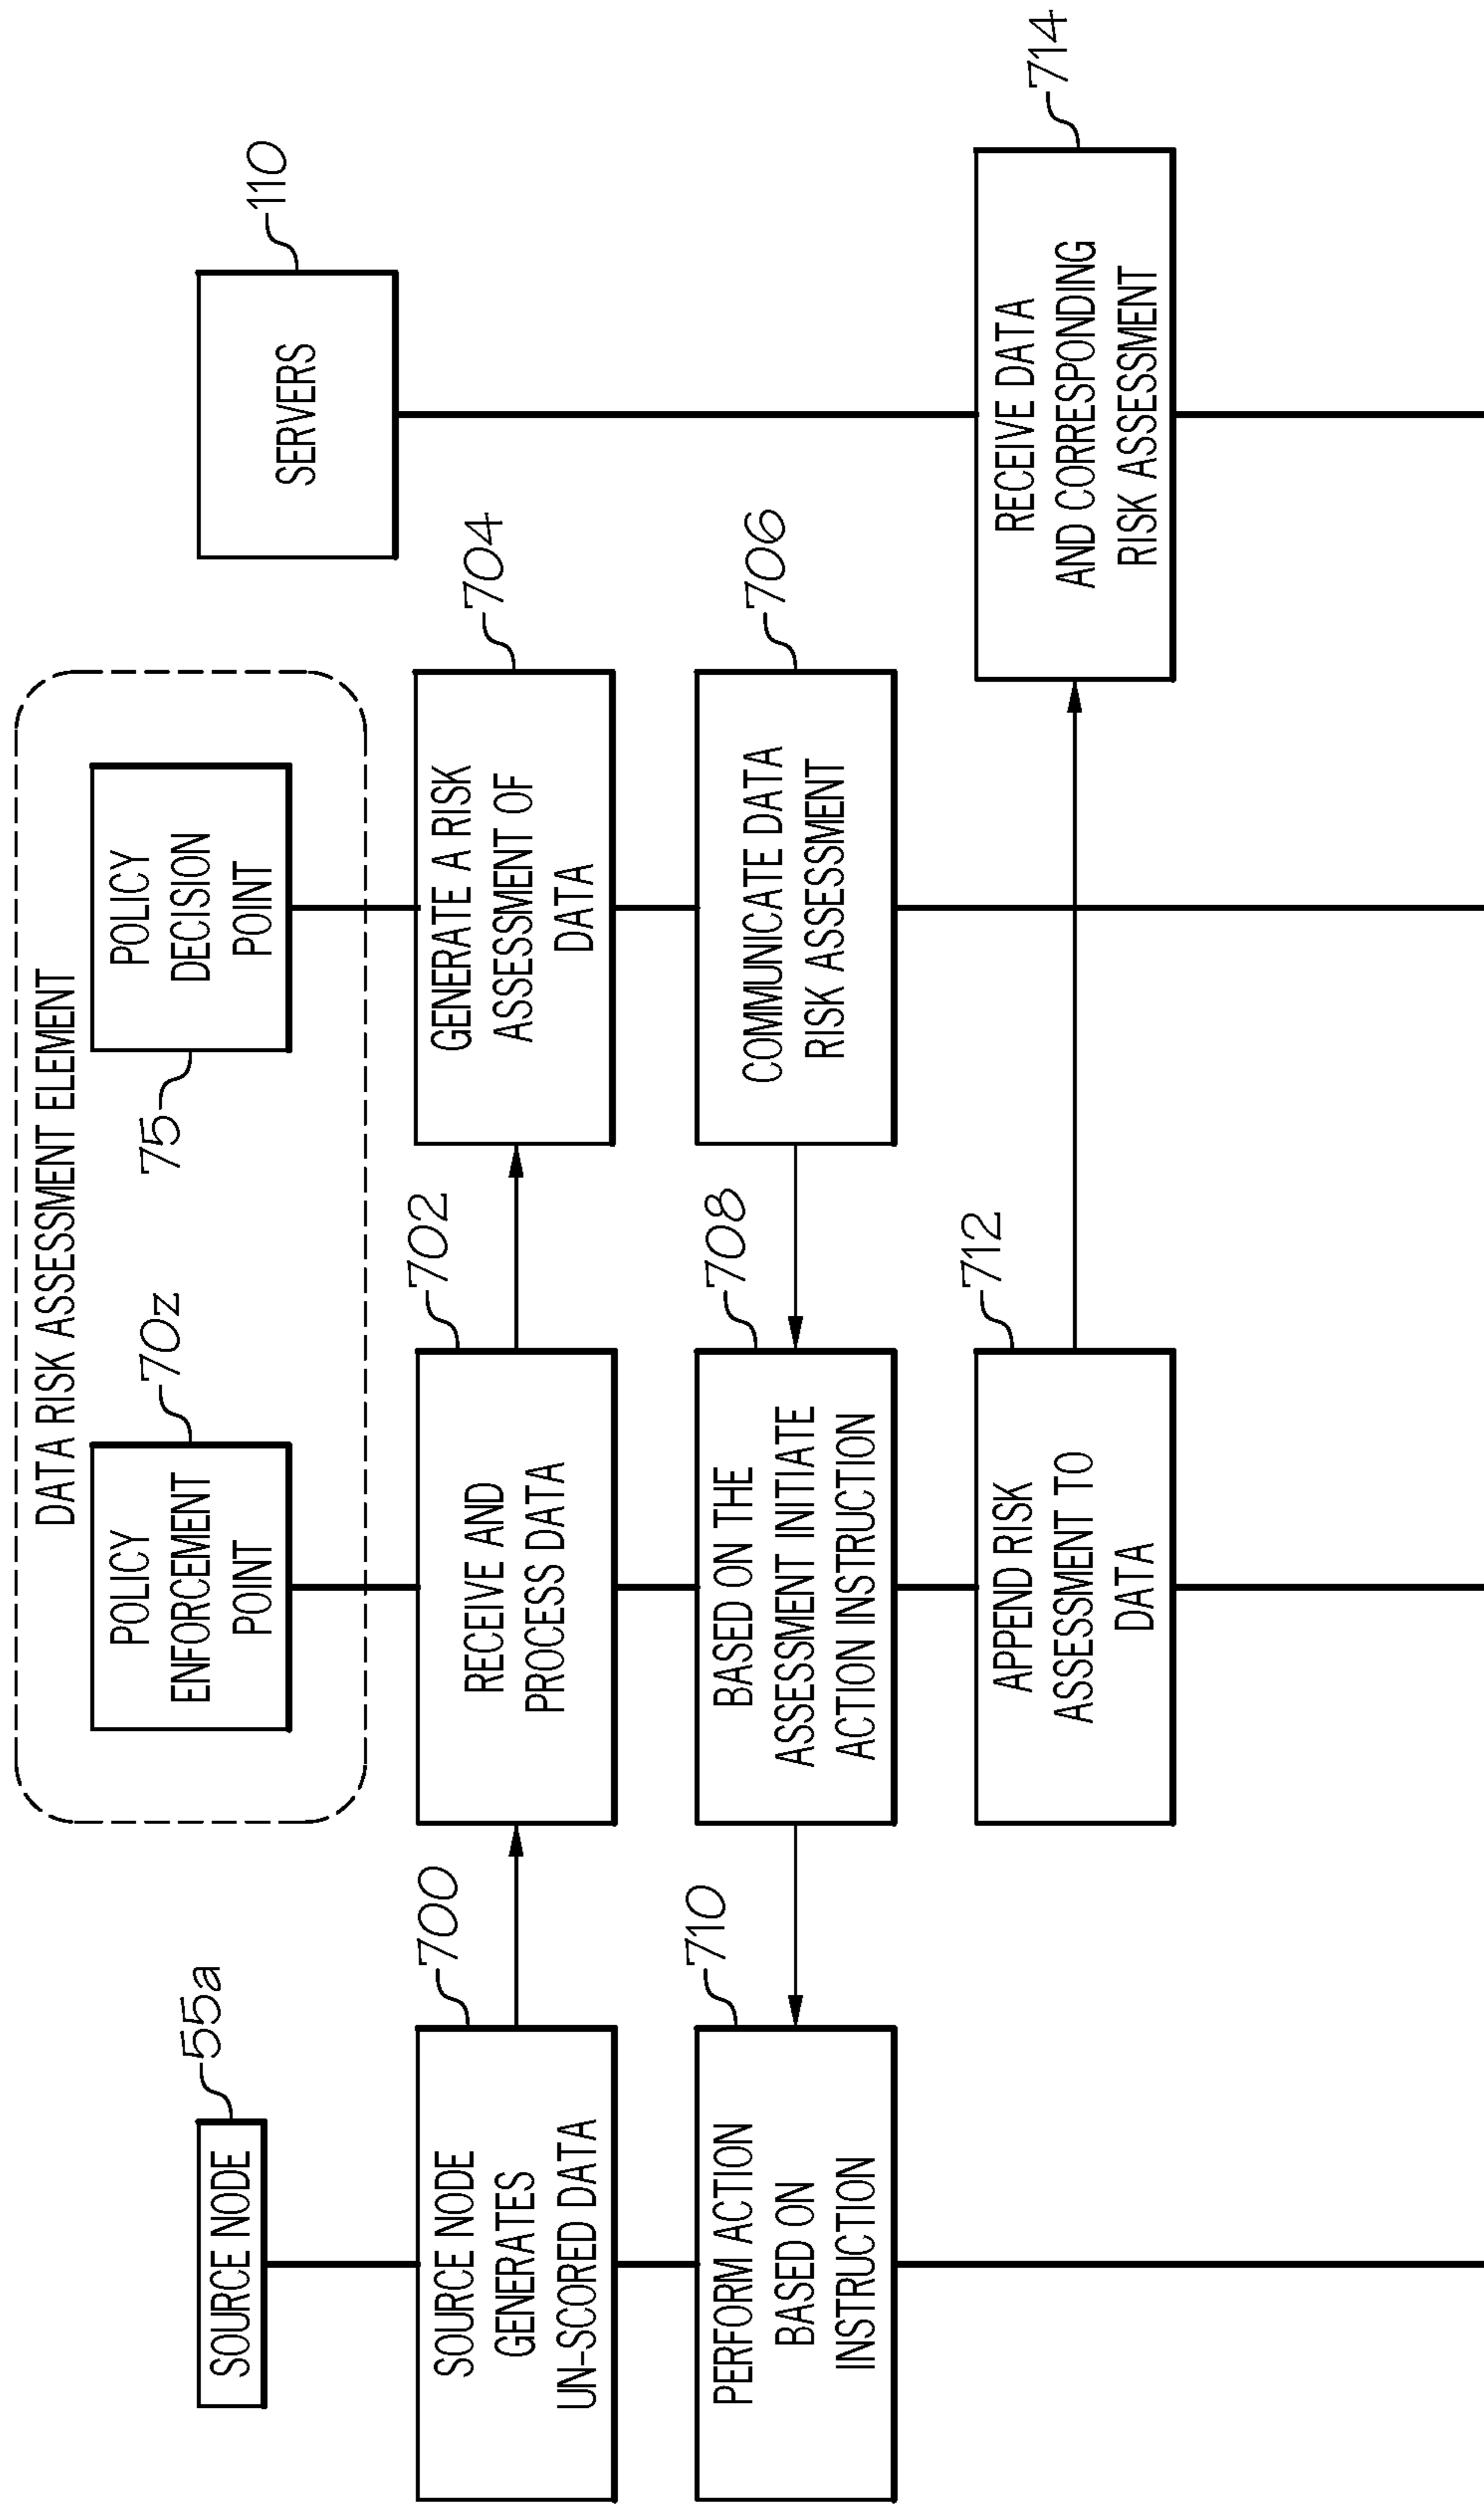 DATA RISK ASSESSMENT ELEMENT
SOURCE NODE
55a
POLICY
ENFORCEMENT
POINT
70z
POLICY
DECISION
POINT
75
SERVERS
110
SOURCE NODE
GENERATES
UN-SCORED DATA
700
RECEIVE AND
PROCESS DATA
702
GENERATE A RISK
ASSESSMENT OF
DATA
704
PERFORM ACTION
BASED ON
INSTRUCTION
710
BASED ON THE
ASSESSMENT INITIATE
ACTION INSTRUCTION
708
COMMUNICATE DATA
RISK ASSESSMENT
706
APPEND RISK
ASSESSMENT TO
DATA
712
RECEIVE DATA
AND CORRESPONDING
RISK ASSESSMENT
714